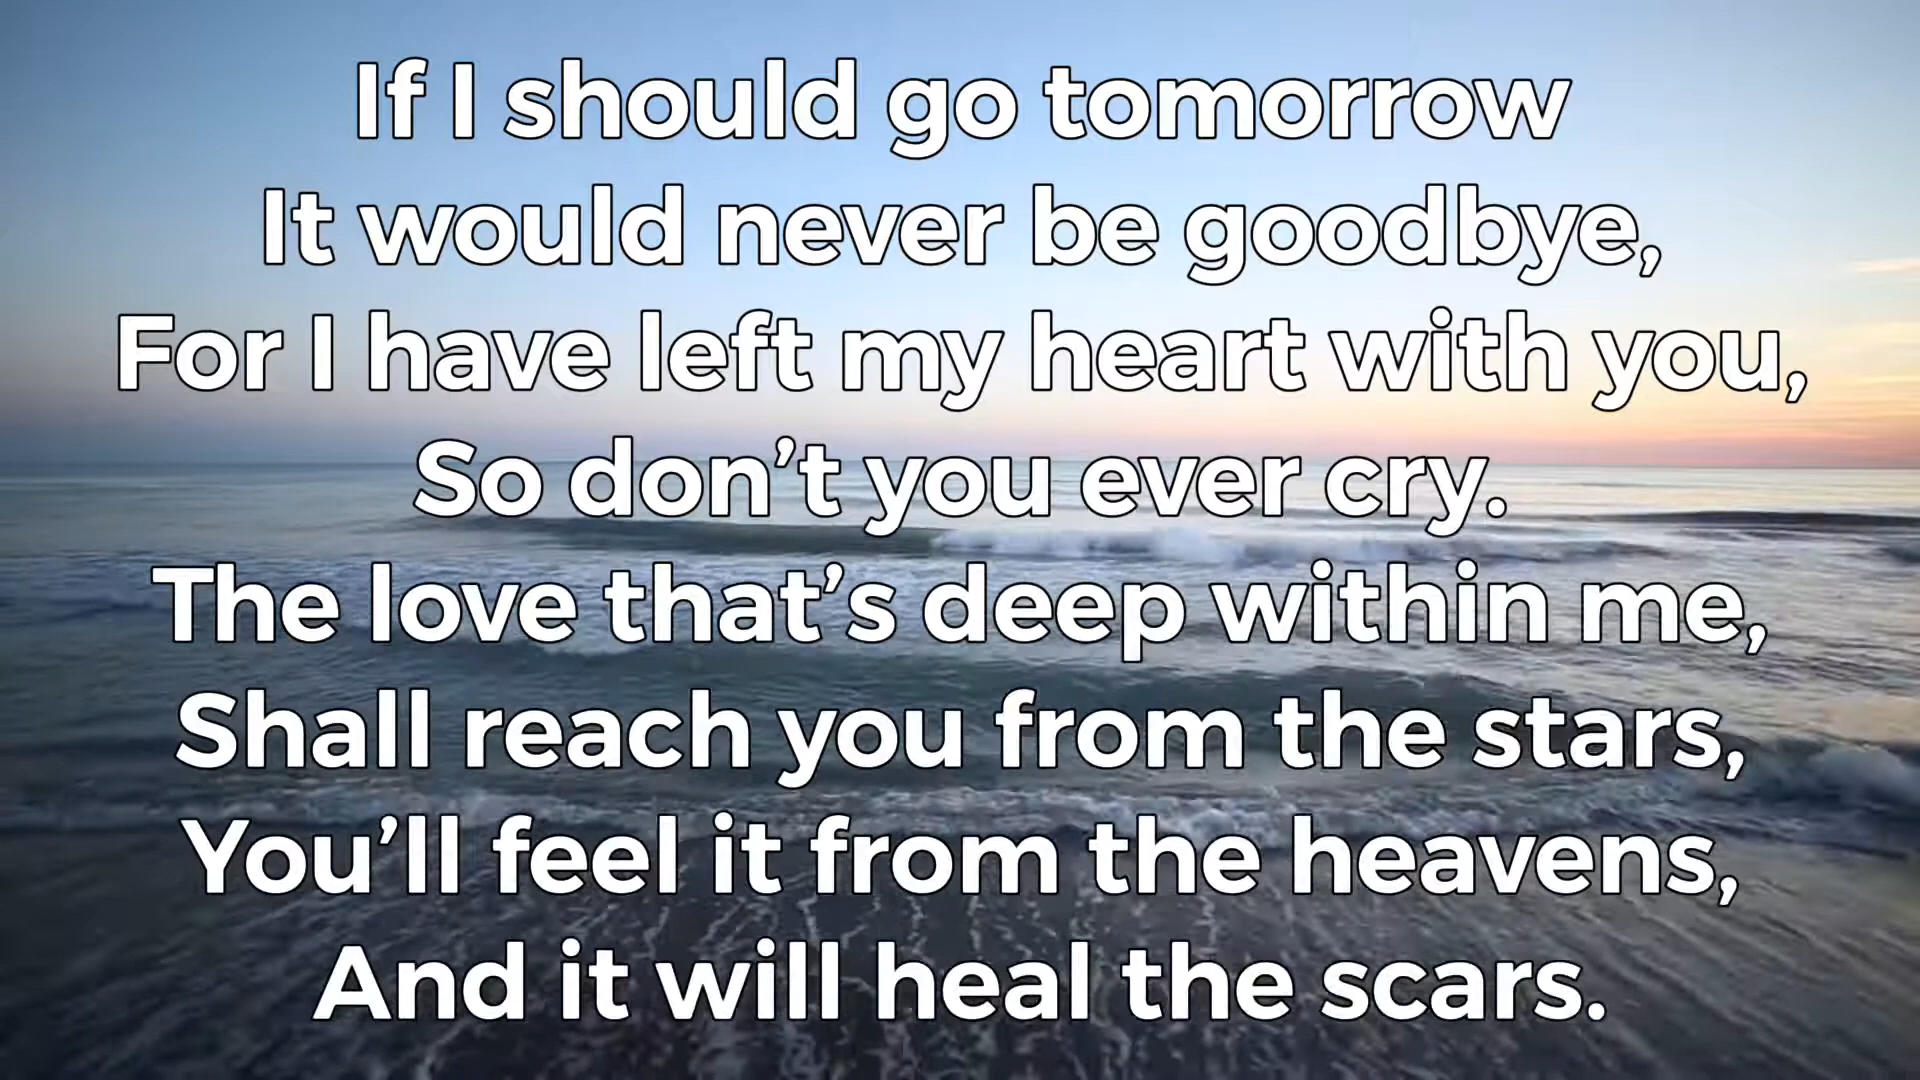 If I should go tomorrow
It would never be goodbye,
For I have left my heart with you,
So don’t you ever cry.
The love that’s deep within me,
Shall reach you from the stars,
You’ll feel it from the heavens,
And it will heal the scars.